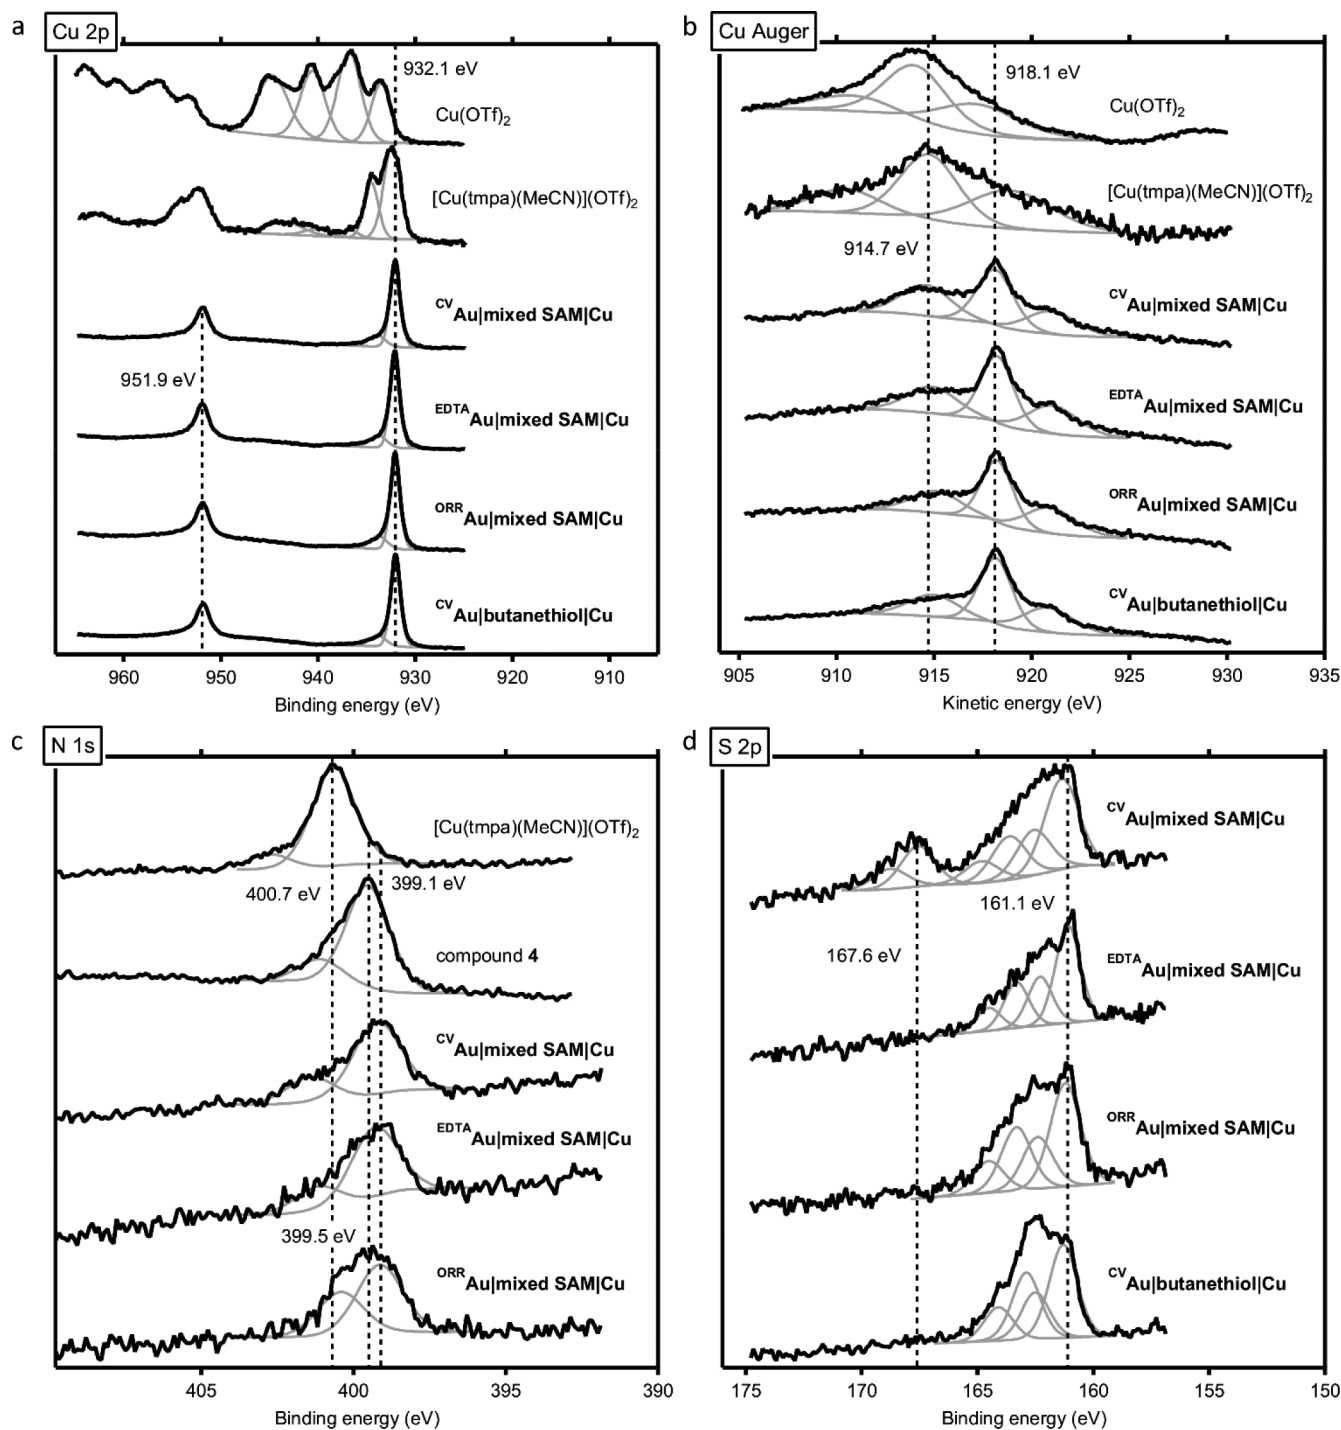 a
Cu 2p
932.1 eV
Cu(OTf)2
[Cu(tmpa)(MeCN)](OTf)2
CVAu|mixed SAM|Cu
951.9 eV
EDTAAu|mixed SAM|Cu
ORRAu|mixed SAM|Cu
CVAu|butanethiol|Cu
960 950 940 930 920 910
Binding energy (eV)
b
Cu Auger
918.1 eV
Cu(OTf)2
[Cu(tmpa)(MeCN)](OTf)2
914.7 eV
CVAu|mixed SAM|Cu
EDTAAu|mixed SAM|Cu
ORRAu|mixed SAM|Cu
CVAu|butanethiol|Cu
905 910 915 920 925 930 935
Kinetic energy (eV)
c
N 1s
[Cu(tmpa)(MeCN)](OTf)2
400.7 eV
399.1 eV
compound 4
CVAu|mixed SAM|Cu
EDTAAu|mixed SAM|Cu
399.5 eV
ORRAu|mixed SAM|Cu
405 400 395 390
Binding energy (eV)
d
S 2p
CVAu|mixed SAM|Cu
161.1 eV
167.6 eV
EDTAAu|mixed SAM|Cu
ORRAu|mixed SAM|Cu
CVAu|butanethiol|Cu
175 170 165 160 155 150
Binding energy (eV)